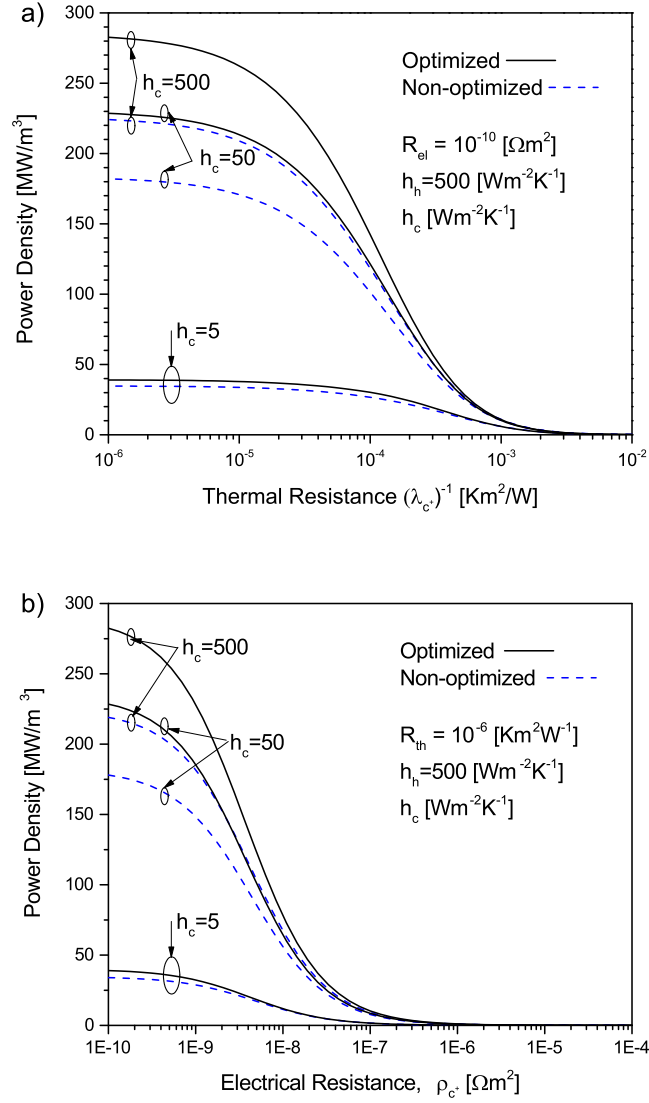 a)
300
250
200
150
100
50
0
Power Density [MW/m³]
h_c=500
h_c=50
h_c=5
Optimized
Non-optimized
R_el = 10⁻¹⁰ [Ωm²]
h_h=500 [Wm⁻²K⁻¹]
h_c [Wm⁻²K⁻¹]
10⁻⁶ 10⁻⁵ 10⁻⁴ 10⁻³ 10⁻²
Thermal Resistance (λ_c⁺)⁻¹ [Km²/W]
b)
300
250
200
150
100
50
0
Power Density [MW/m³]
h_c=500
h_c=50
h_c=5
Optimized
Non-optimized
R_th = 10⁻⁶ [Km²W⁻¹]
h_h=500 [Wm⁻²K⁻¹]
h_c [Wm⁻²K⁻¹]
1E-10 1E-9 1E-8 1E-7 1E-6 1E-5 1E-4
Electrical Resistance, ρ_c⁺ [Ωm²]